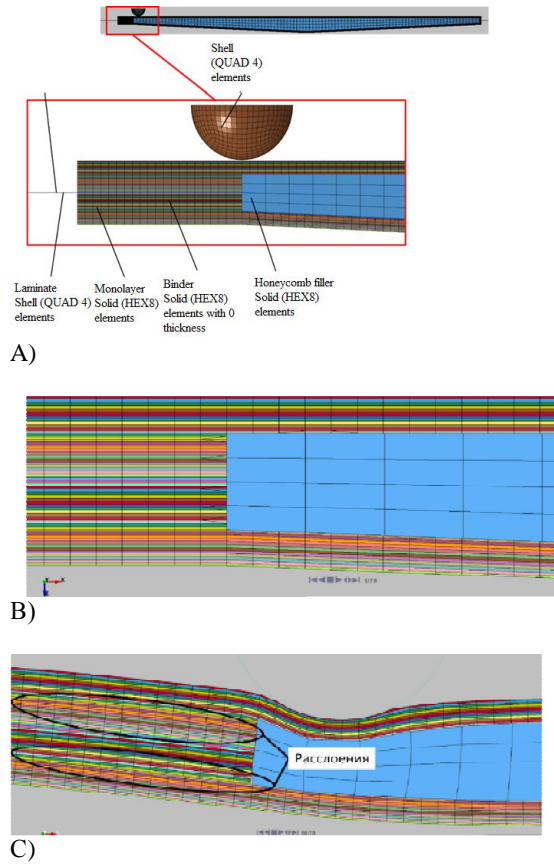 Shell
(QUAD 4)
elements
Laminate
Shell (QUAD 4)
elements
Monolayer
Solid (HEX8)
elements
Binder
Solid (HEX8)
elements with 0
thickness
Honeycomb filler
Solid (HEX8)
elements
A)
B)
Расслоения
C)